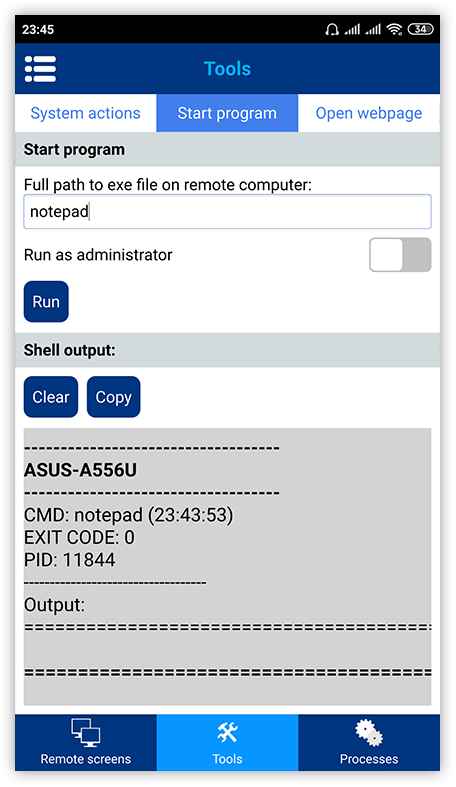 23:45 34
Tools
System actions Start program Open webpage
Start program
Full path to exe file on remote computer:
notepad
Run as administrator
Run
Shell output:
Clear Copy
-----------------------------------
ASUS-A556U
-----------------------------------
CMD: notepad (23:43:53)
EXIT CODE: 0
PID: 11844
-----------------------------------
Output:
========================================
========================================
Remote screens Tools Processes